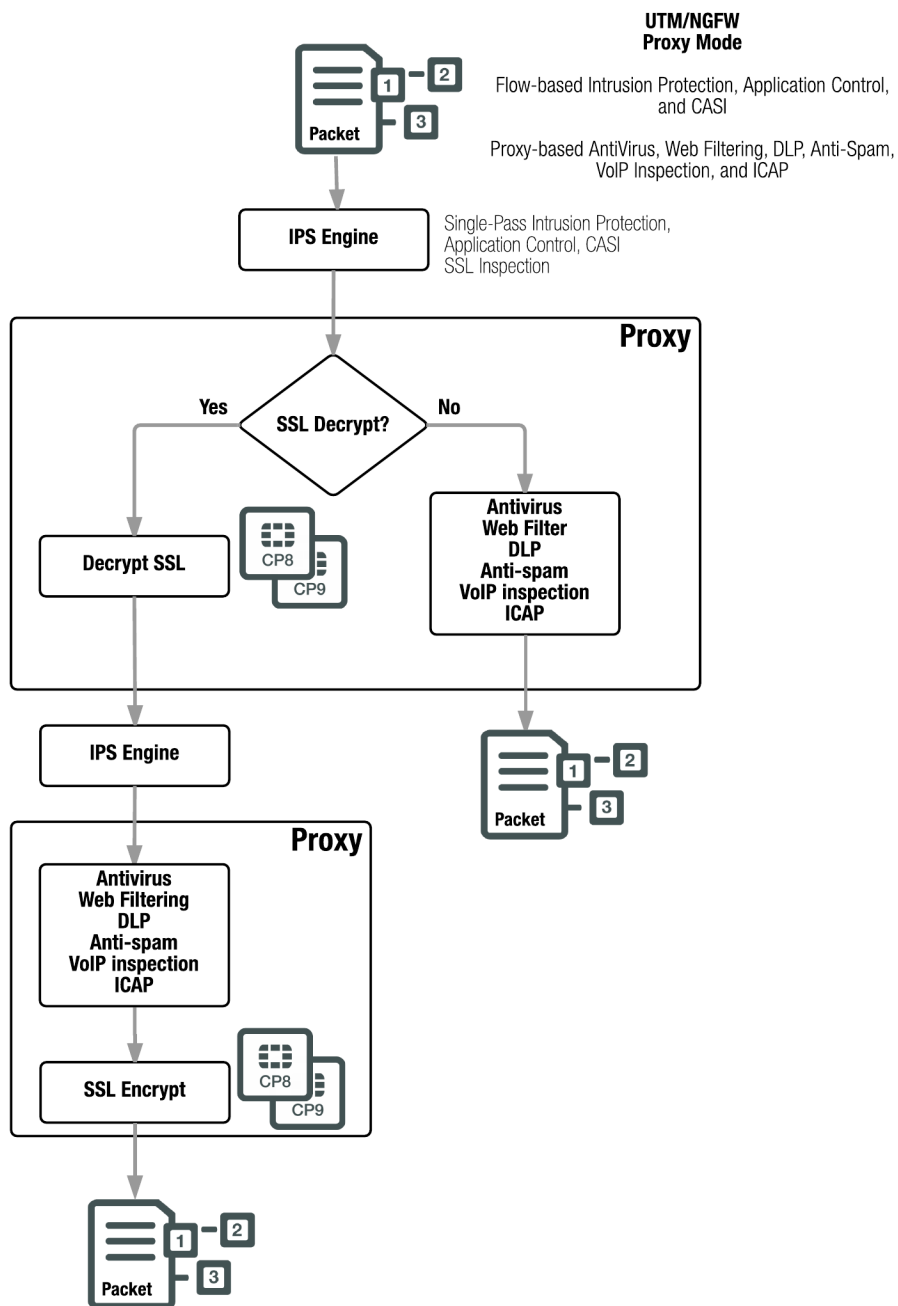 UTM/NGFW
Proxy Mode
Flow-based Intrusion Protection, Application Control,
and CASI
Proxy-based AntiVirus, Web Filtering, DLP, Anti-Spam,
VoIP Inspection, and ICAP
1
2
3
Packet
IPS Engine
Single-Pass Intrusion Protection,
Application Control, CASI
SSL Inspection
Proxy
SSL Decrypt?
Yes
No
Decrypt SSL
CP8
CP9
Antivirus
Web Filter
DLP
Anti-spam
VoIP inspection
ICAP
IPS Engine
1
2
3
Packet
Proxy
Antivirus
Web Filtering
DLP
Anti-spam
VoIP inspection
ICAP
SSL Encrypt
CP8
CP9
1
2
3
Packet